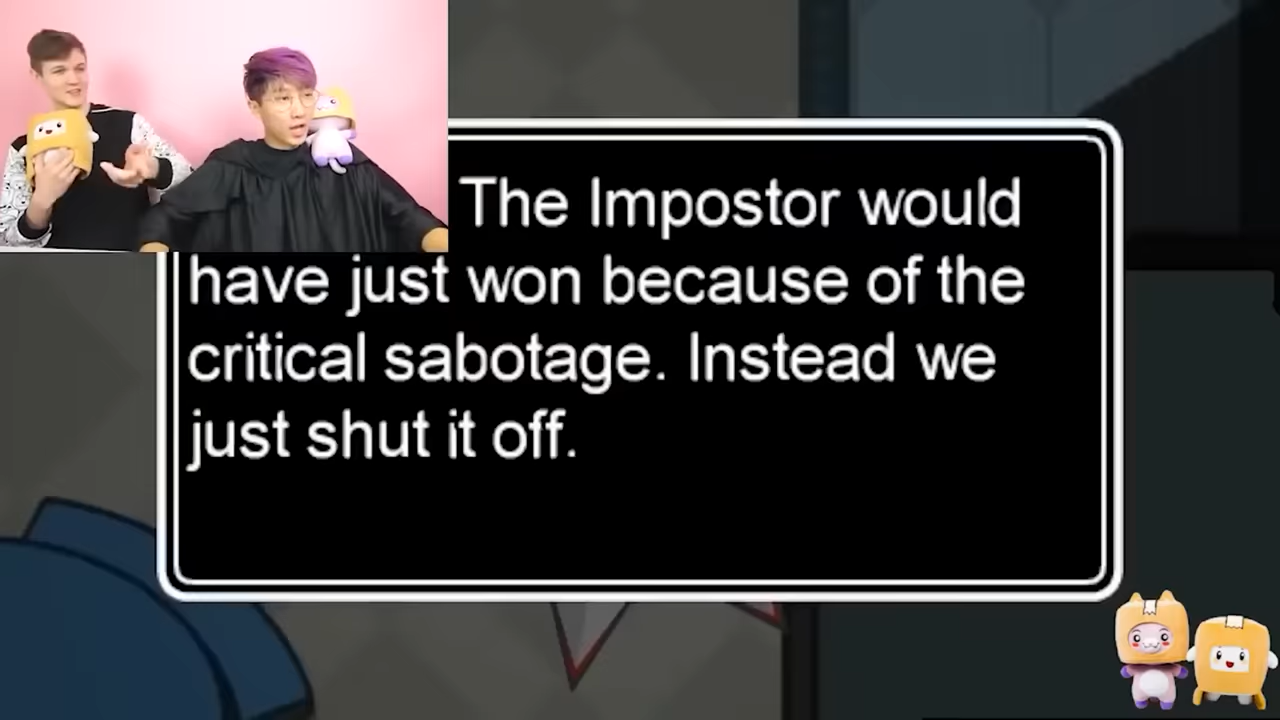 The Impostor would
have just won because of the
critical sabotage. Instead we
just shut it off.